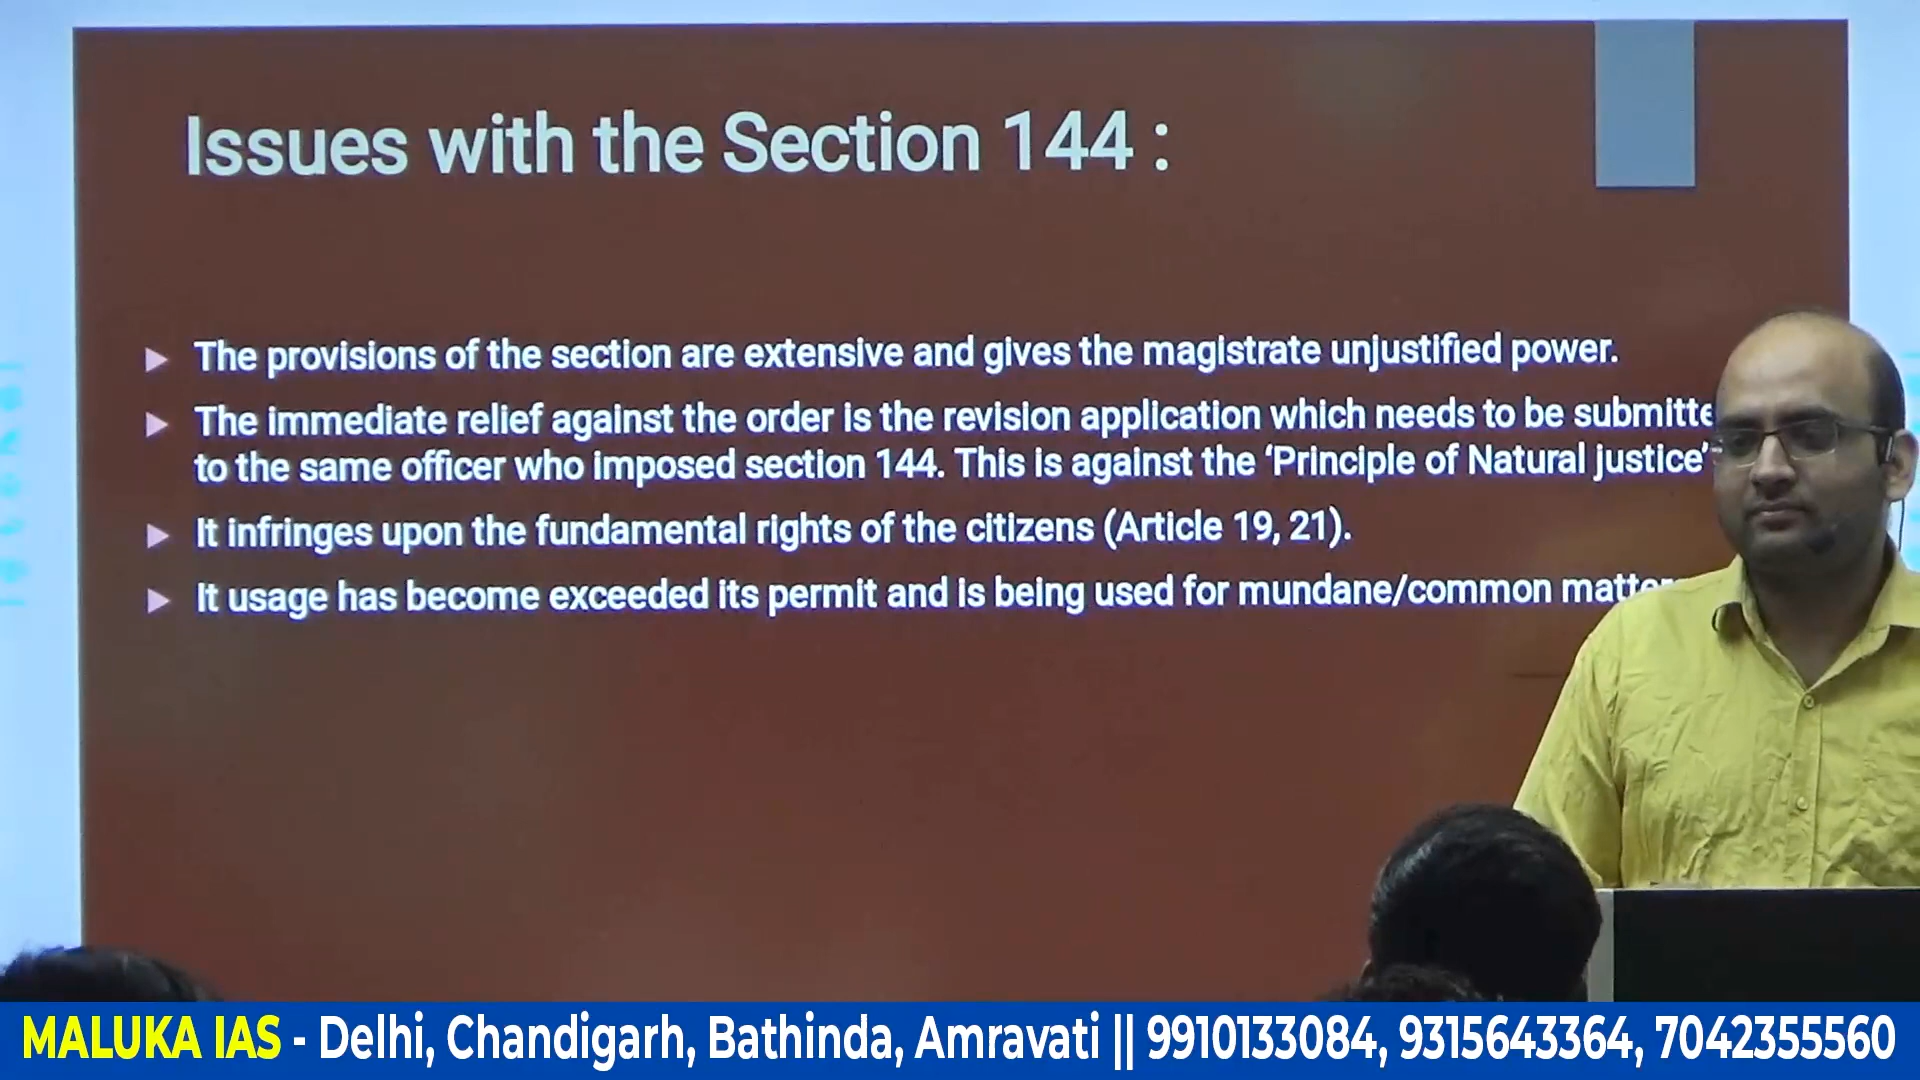 Issues with the Section 144 :
The provisions of the section are extensive and gives the magistrate unjustified power.
The immediate relief against the order is the revision application which needs to be submitte
to the same officer who imposed section 144. This is against the ‘Principle of Natural justice’
It infringes upon the fundamental rights of the citizens (Article 19, 21).
It usage has become exceeded its permit and is being used for mundane/common matter
MALUKA IAS - Delhi, Chandigarh, Bathinda, Amravati || 9910133084, 9315643364, 7042355560